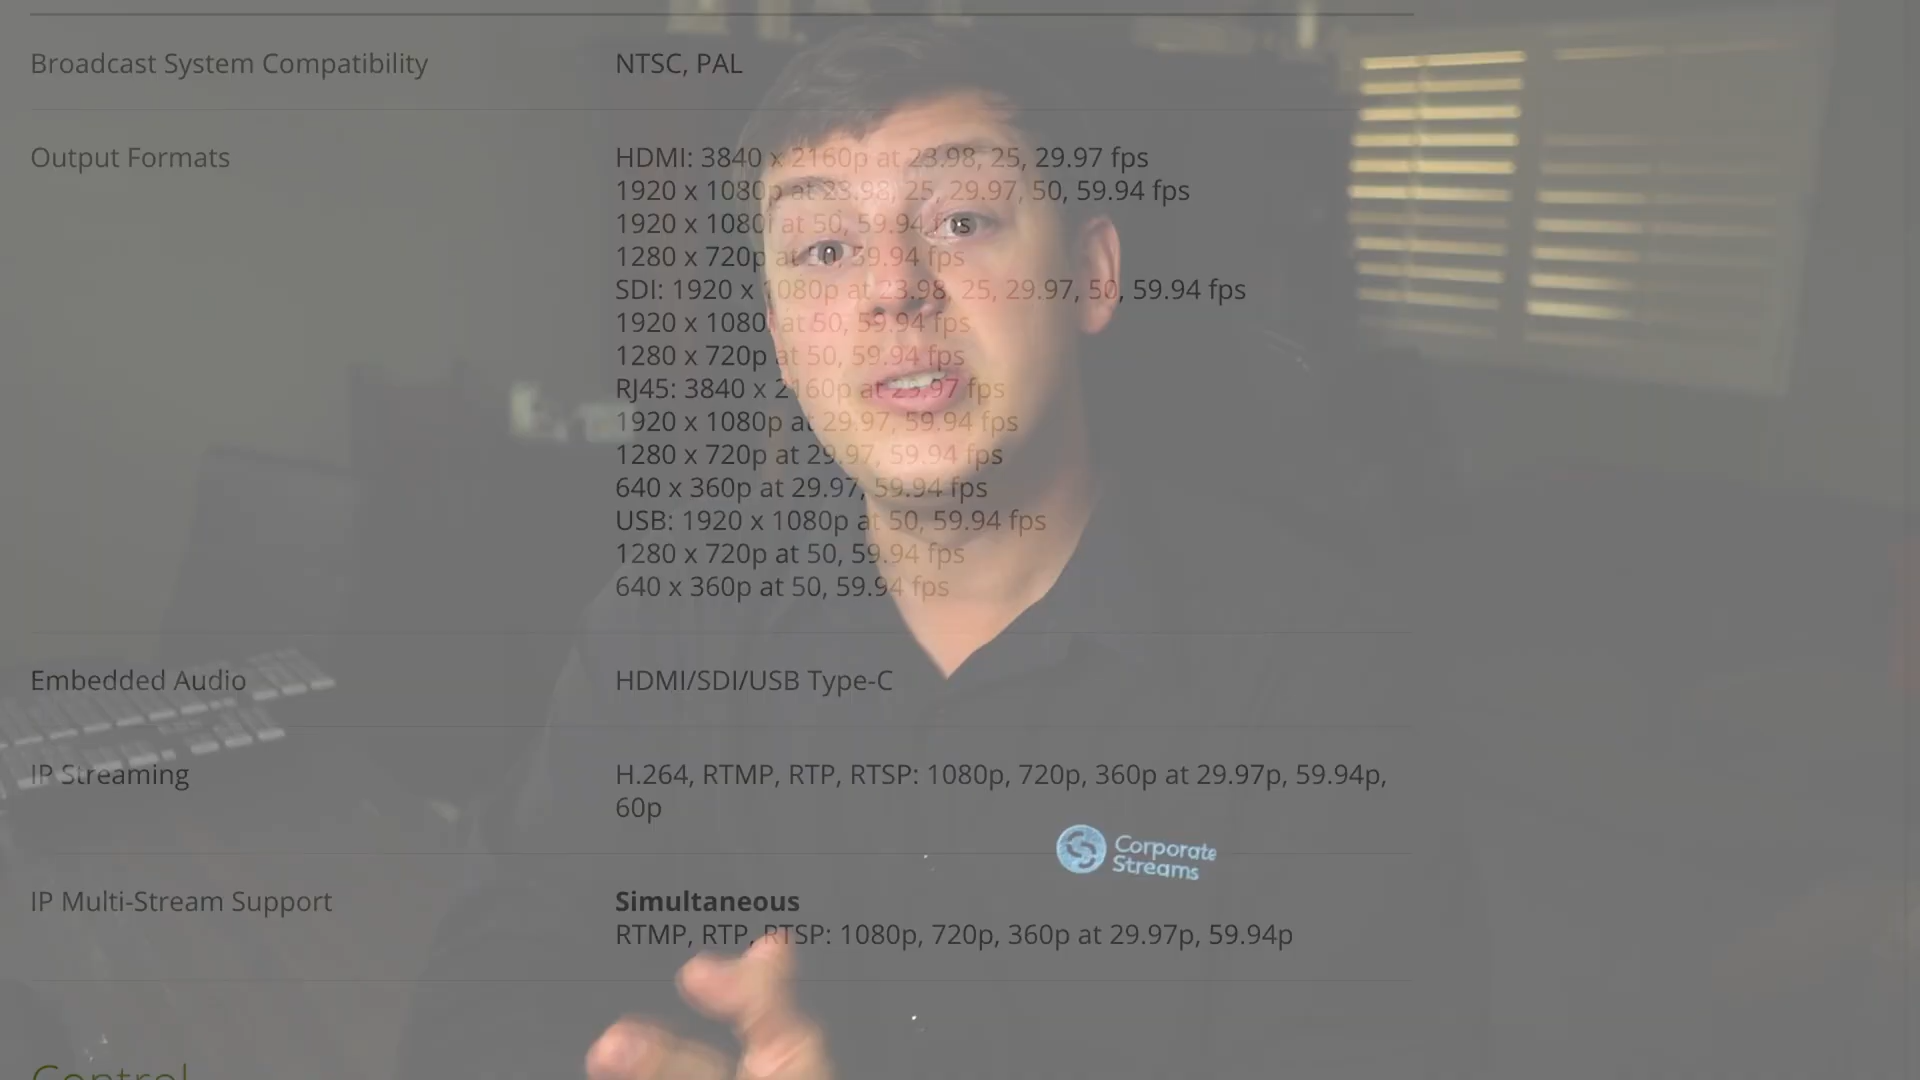 Broadcast System Compatibility
NTSC, PAL
Output Formats
HDMI: 3840 x 2160p at 23.98, 25, 29.97 fps
1920 x 1080p at 23.98, 25, 29.97, 50, 59.94 fps
1920 x 1080i at 50, 59.94 fps
1280 x 720p at 50, 59.94 fps
SDI: 1920 x 1080p at 23.98, 25, 29.97, 50, 59.94 fps
1920 x 1080i at 50, 59.94 fps
1280 x 720p at 50, 59.94 fps
RJ45: 3840 x 2160p at 29.97 fps
1920 x 1080p at 29.97, 59.94 fps
1280 x 720p at 29.97, 59.94 fps
640 x 360p at 29.97, 59.94 fps
USB: 1920 x 1080p at 50, 59.94 fps
1280 x 720p at 50, 59.94 fps
640 x 360p at 50, 59.94 fps
Embedded Audio
HDMI/SDI/USB Type-C
IP Streaming
H.264, RTMP, RTP, RTSP: 1080p, 720p, 360p at 29.97p, 59.94p,
60p
Corporate
Streams
IP Multi-Stream Support
Simultaneous
RTMP, RTP, RTSP: 1080p, 720p, 360p at 29.97p, 59.94p
Control